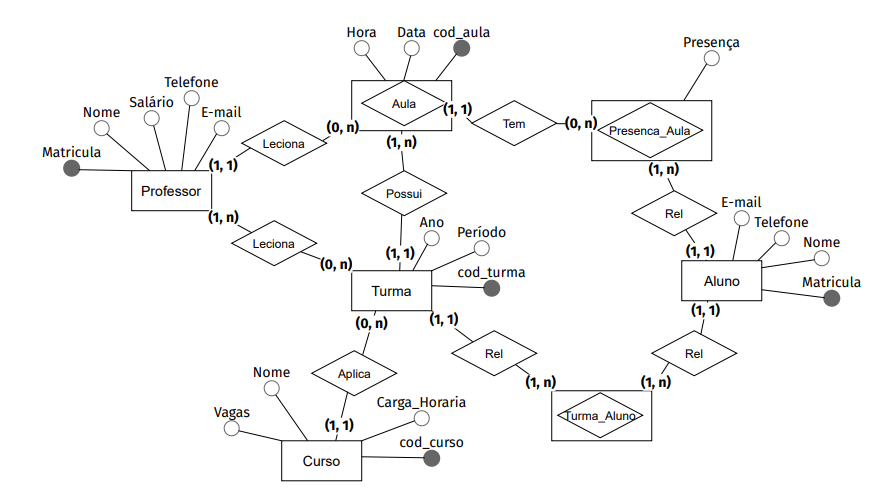 Hora
Data
cod_aula
Presença
Telefone
Salário
Nome
E-mail
Aula
(1, 1)
Tem
(0, n)
Presenca_Aula
Matricula
Leciona
(0, n)
(1, n)
(1, 1)
(1, n)
Professor
Possui
E-mail
(1, n)
Rel
Telefone
Leciona
Ano
Período
Nome
(0, n)
(1, 1)
cod_turma
(1, 1)
Aluno
Matricula
Turma
(0, n)
(1, 1)
(1, 1)
Rel
Rel
Nome
Aplica
(1, n)
(1, n)
Vagas
Carga_Horaria
Turma_Aluno
(1, 1)
cod_curso
Curso